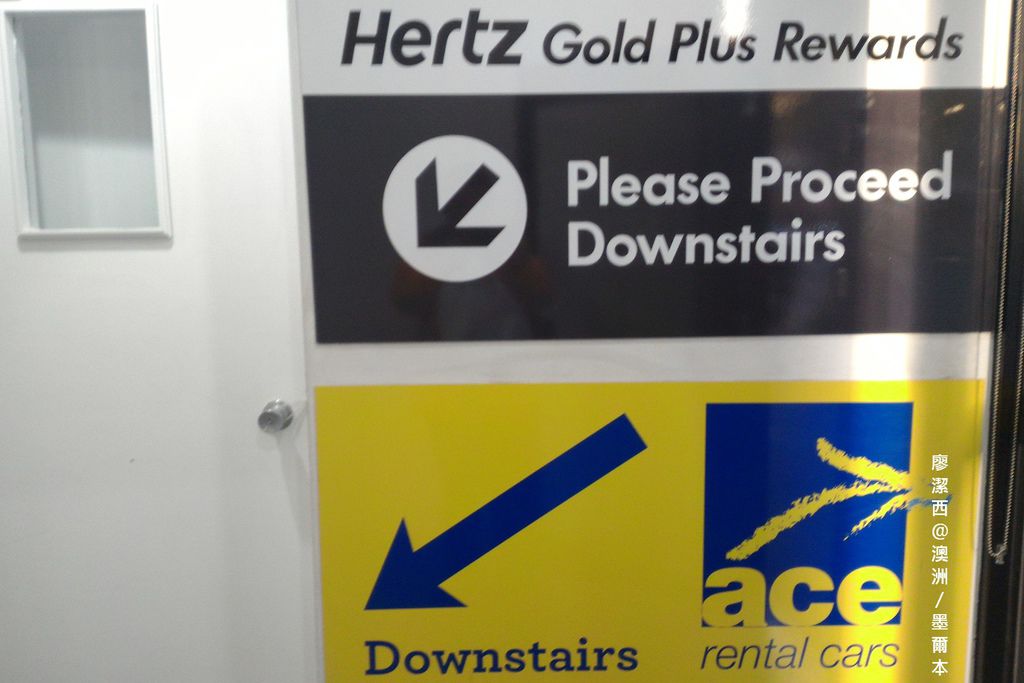 Hertz Gold Plus Rewards
Please Proceed
Downstairs
Downstairs
ace
rental cars
廖潔西@澳洲/墨爾本